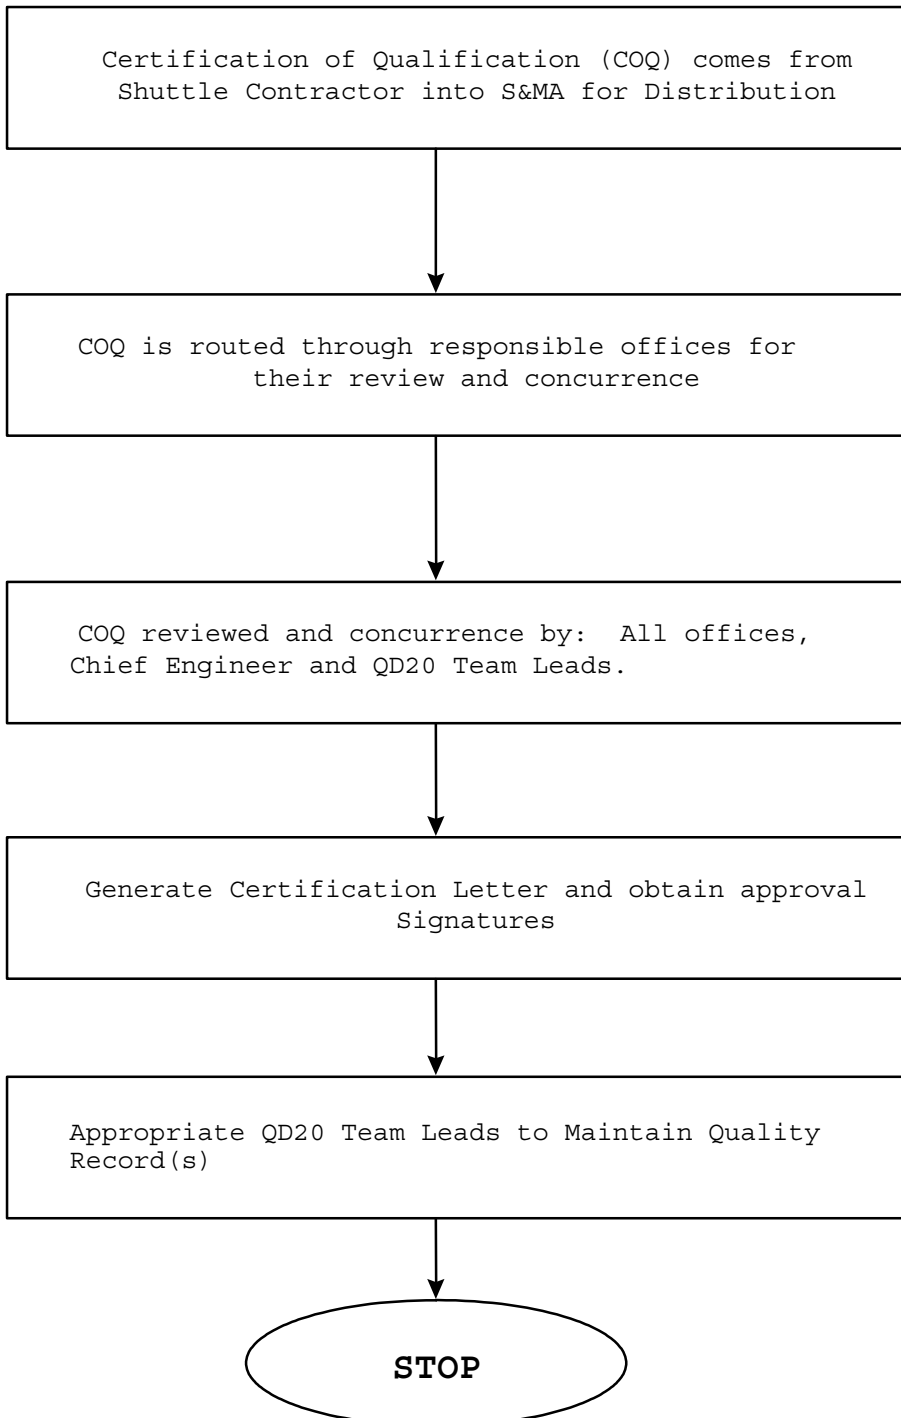 Certification of Qualification (COQ) comes from
Shuttle Contractor into S&MA for Distribution
COQ is routed through responsible offices for
their review and concurrence
COQ reviewed and concurrence by:  All offices,
Chief Engineer and QD20 Team Leads.
Generate Certification Letter and obtain approval
Signatures
Appropriate QD20 Team Leads to Maintain Quality
Record(s)
STOP